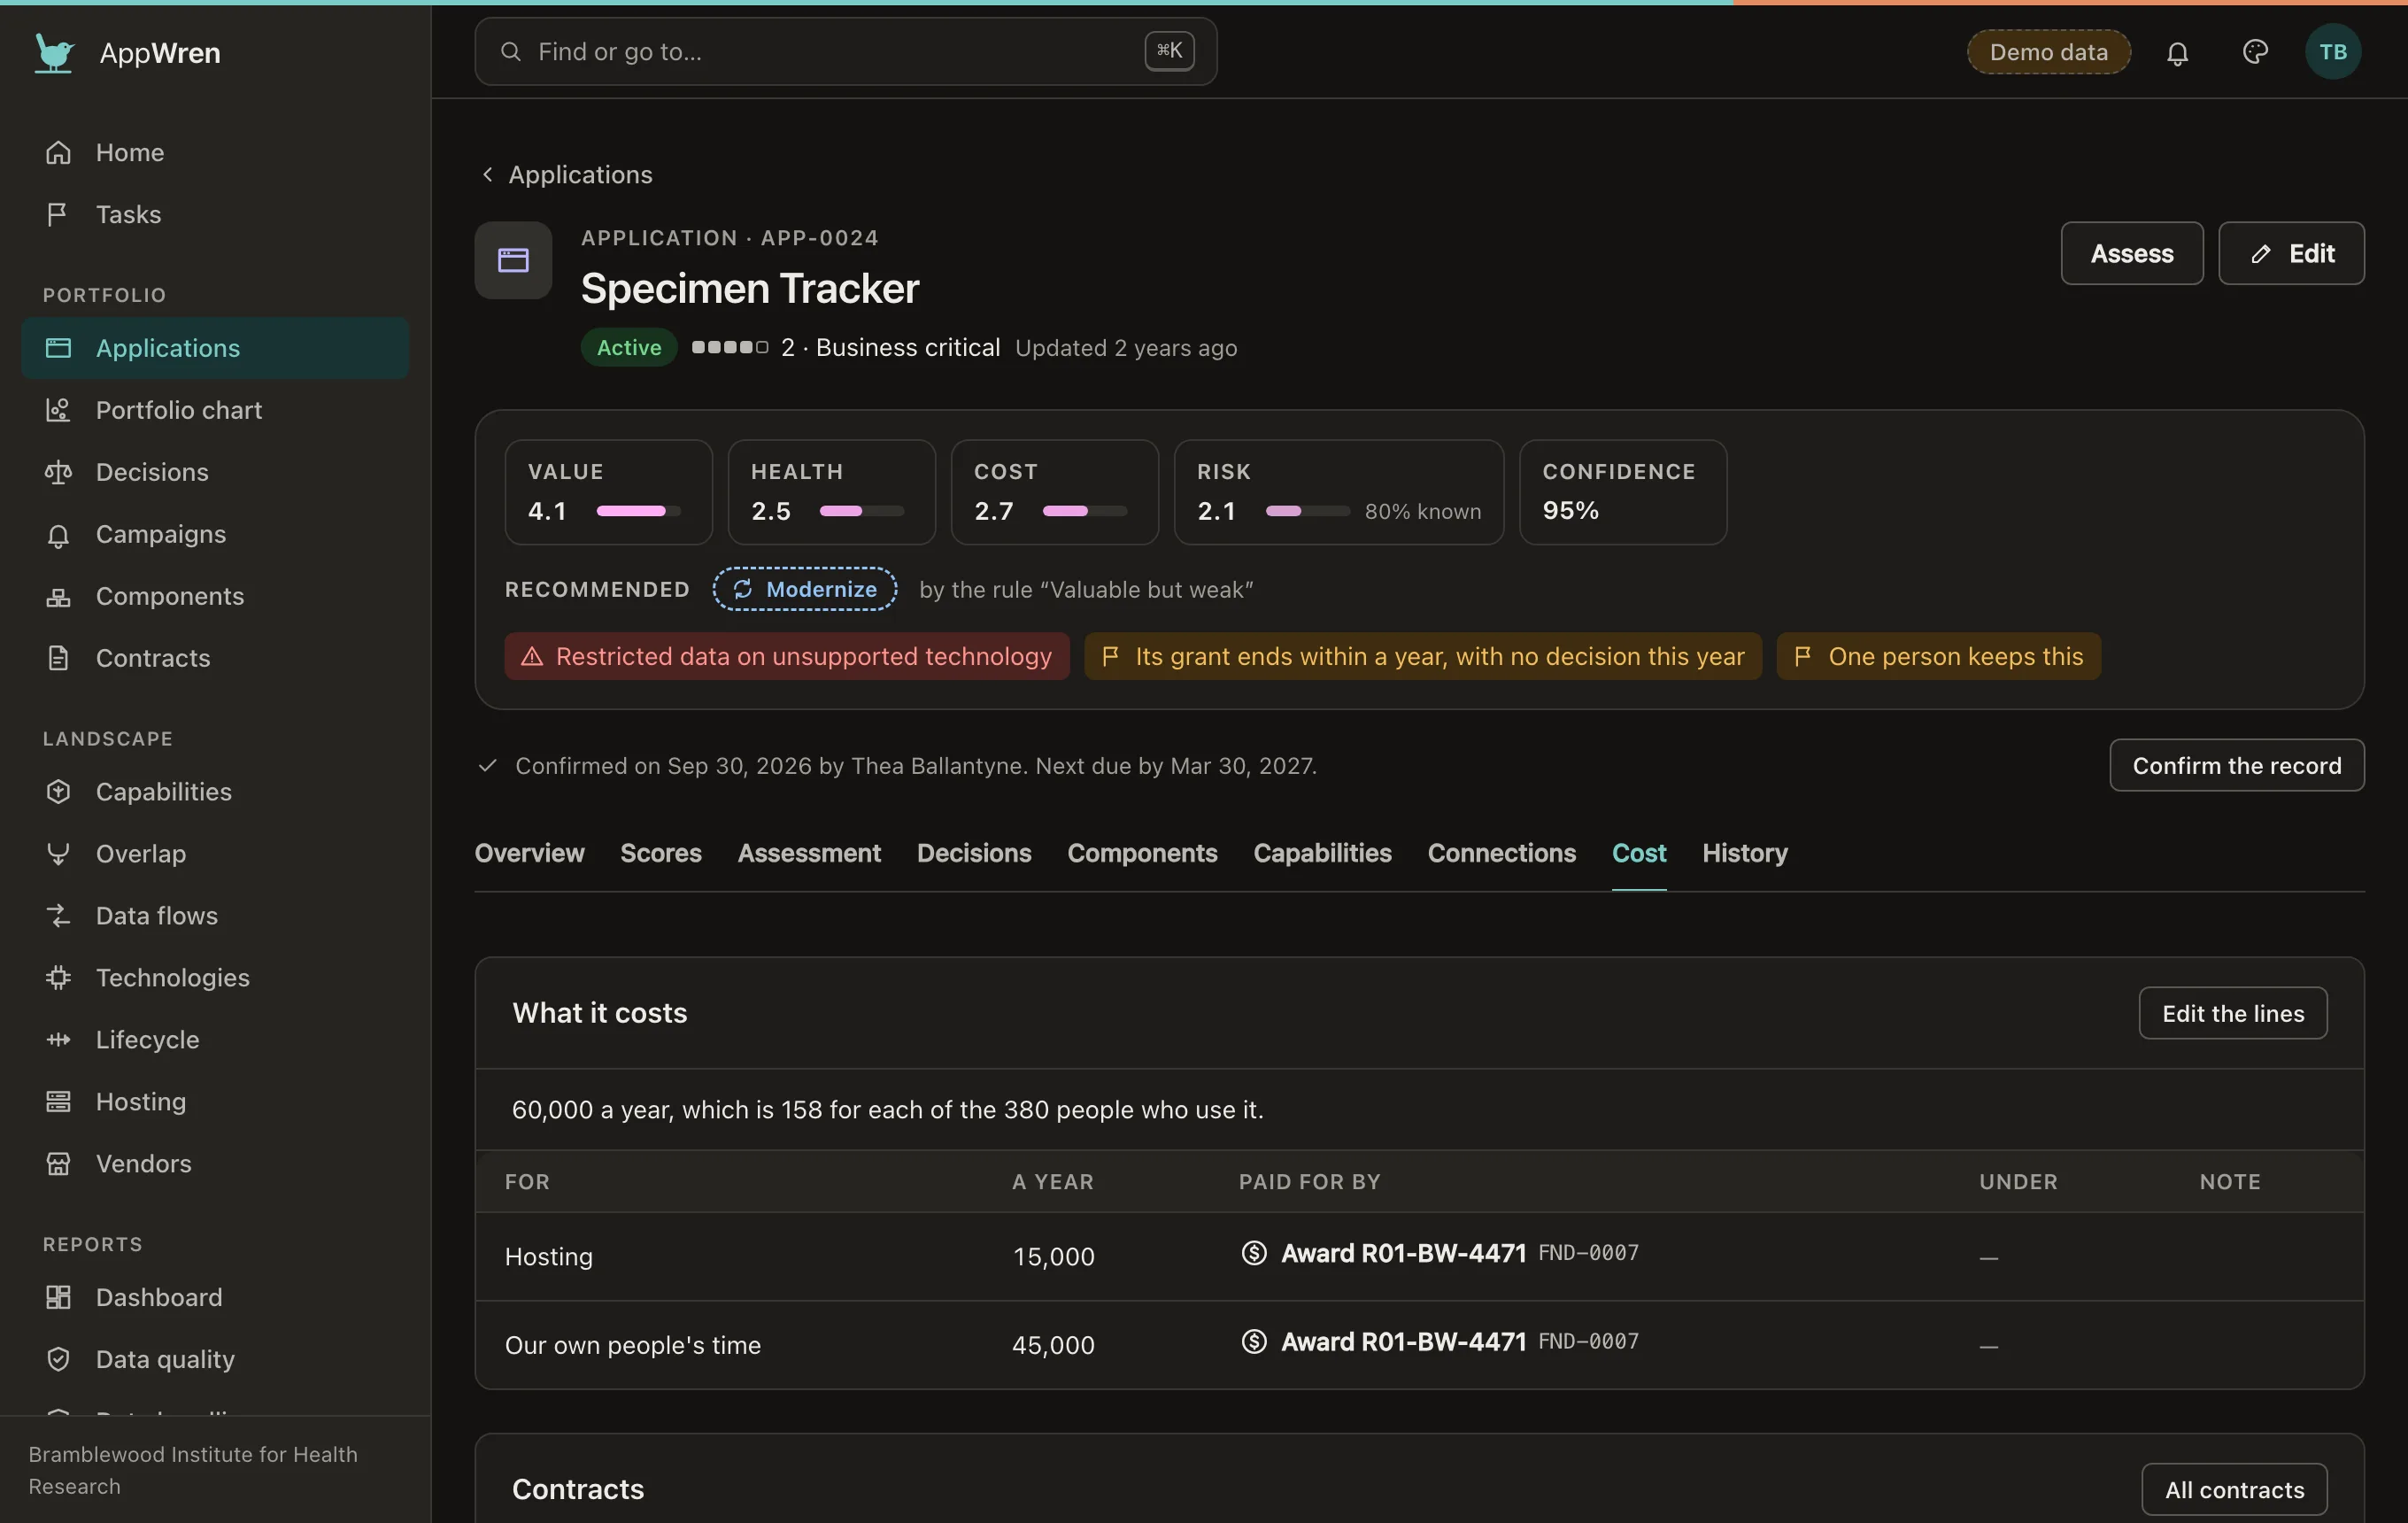 AppWren
Find or go to...
⌘K
Demo data
TB
Home
Tasks
PORTFOLIO
Applications
Portfolio chart
Decisions
Campaigns
Components
Contracts
LANDSCAPE
Capabilities
Overlap
Data flows
Technologies
Lifecycle
Hosting
Vendors
REPORTS
Dashboard
Data quality
Bramblewood Institute for Health
Research
Applications
APPLICATION · APP-0024
Specimen Tracker
Assess
Edit
Active 2 · Business critical Updated 2 years ago
VALUE
4.1
HEALTH
2.5
COST
2.7
RISK
2.1 80% known
CONFIDENCE
95%
RECOMMENDED Modernize by the rule “Valuable but weak”
Restricted data on unsupported technology
Its grant ends within a year, with no decision this year
One person keeps this
Confirmed on Sep 30, 2026 by Thea Ballantyne. Next due by Mar 30, 2027.
Confirm the record
Overview Scores Assessment Decisions Components Capabilities Connections Cost History
What it costs
Edit the lines
60,000 a year, which is 158 for each of the 380 people who use it.
FOR A YEAR PAID FOR BY UNDER NOTE
Hosting 15,000 Award R01-BW-4471 FND-0007 —
Our own people's time 45,000 Award R01-BW-4471 FND-0007 —
Contracts
All contracts